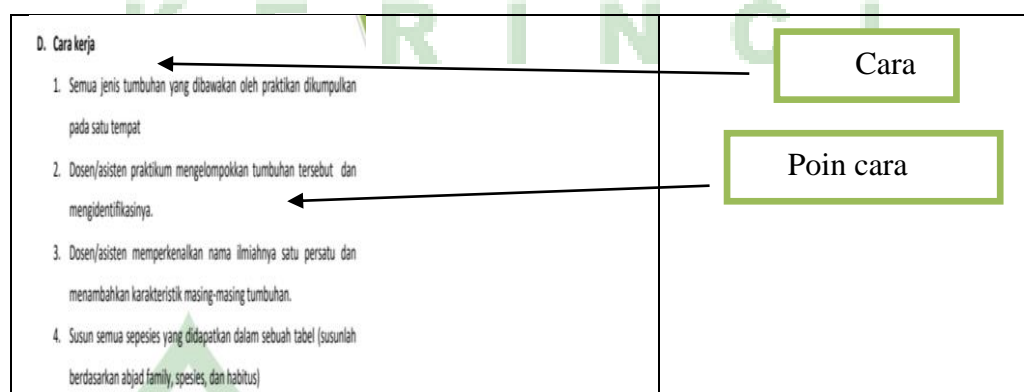 K E R I N C I
D. Cara kerja
Cara
1. Semua jenis tumbuhan yang dibawakan oleh praktikan dikumpulkan
pada satu tempat
2. Dosen/asisten praktikum mengelompokkan tumbuhan tersebut dan
Poin cara
mengidentifikasinya.
3. Dosen/asisten memperkenalkan nama ilmiahnya satu persatu dan
menambahkan karakteristik masing-masing tumbuhan.
4. Susun semua sepesies yang didapatkan dalam sebuah tabel (susunlah
berdasarkan abjad family, spesies, dan habitus)